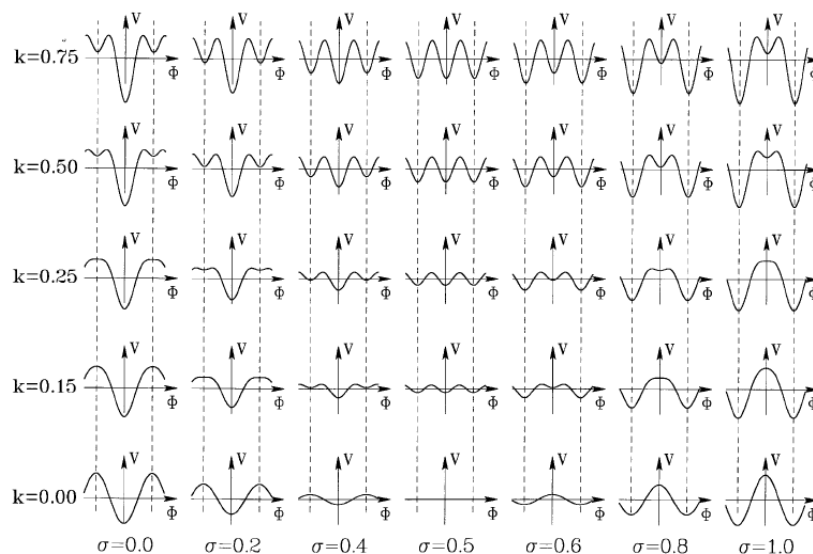 V V V V V V V
k=0.75 Φ Φ Φ Φ Φ Φ Φ
V V V V V V V
k=0.50 Φ Φ Φ Φ Φ Φ Φ
V V V V V V V
k=0.25 Φ Φ Φ Φ Φ Φ Φ
V V V V V V V
k=0.15 Φ Φ Φ Φ Φ Φ Φ
V V V V V V V
k=0.00 Φ Φ Φ Φ Φ Φ Φ
σ=0.0 σ=0.2 σ=0.4 σ=0.5 σ=0.6 σ=0.8 σ=1.0